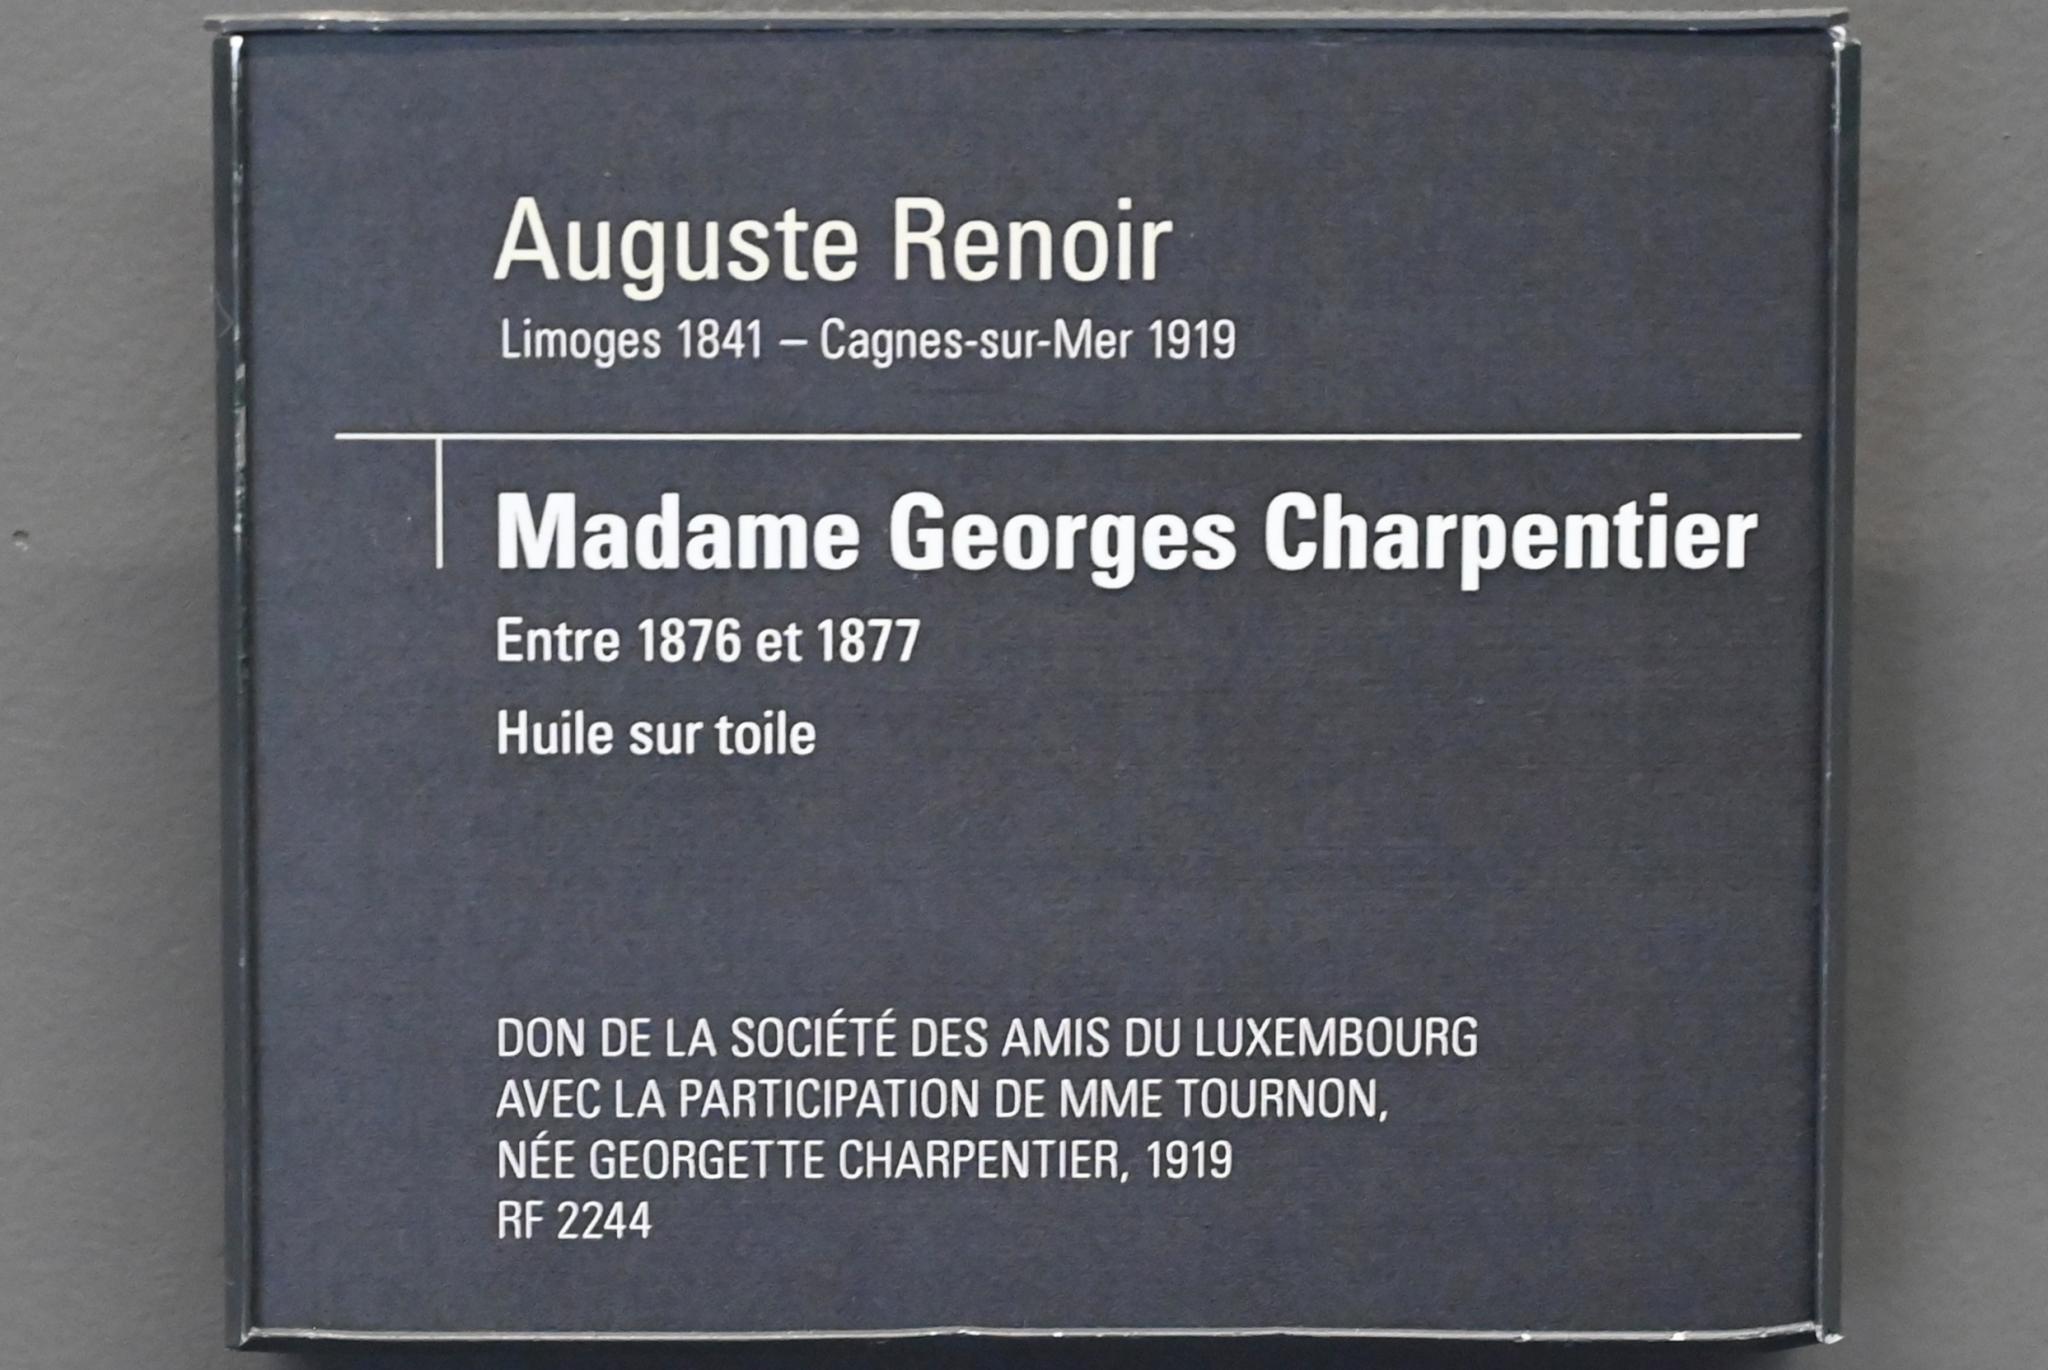 Auguste Renoir
Limoges 1841 – Cagnes-sur-Mer 1919
Madame Georges Charpentier
Entre 1876 et 1877
Huile sur toile
DON DE LA SOCIÉTÉ DES AMIS DU LUXEMBOURG
AVEC LA PARTICIPATION DE MME TOURNON,
NÉE GEORGETTE CHARPENTIER, 1919
RF 2244